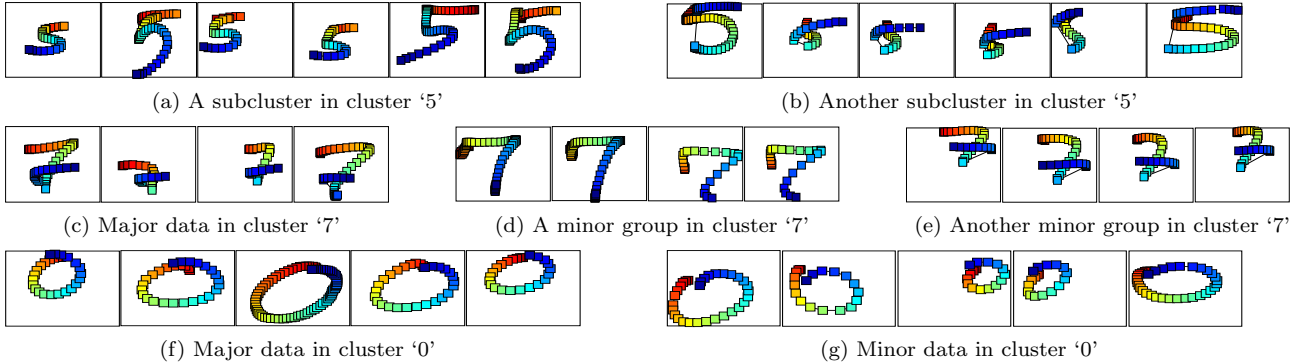 (a) A subcluster in cluster ‘5’
(b) Another subcluster in cluster ‘5’
(c) Major data in cluster ‘7’
(d) A minor group in cluster ‘7’
(e) Another minor group in cluster ‘7’
(f) Major data in cluster ‘0’
(g) Minor data in cluster ‘0’